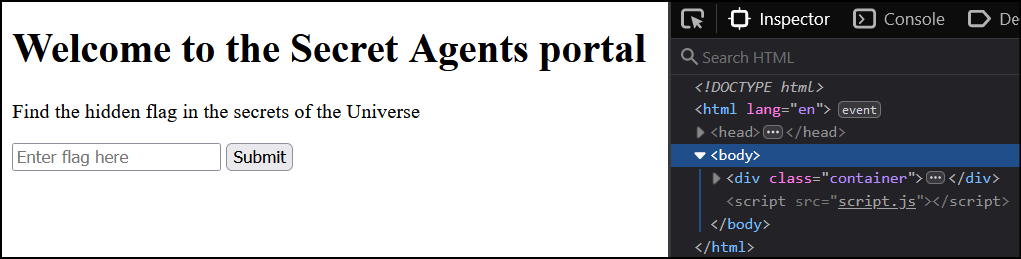 Welcome to the Secret Agents portal
Find the hidden flag in the secrets of the Universe
Enter flag here
Submit
Inspector
Console
De
Search HTML
<!DOCTYPE html>
<html lang="en"> event
<head>•••</head>
<body>
<div class="container">•••</div>
<script src="script.js"></script>
</body>
</html>